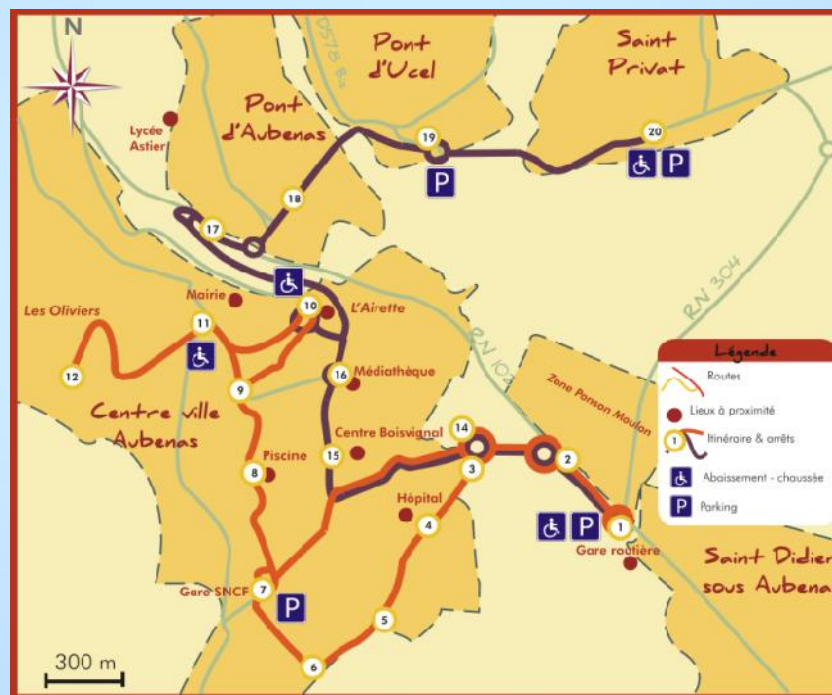 N
D578 Bis
Pont
d'Ucel
Saint
Privat
Pont
d'Aubenas
Lycée
Astier
19
20
P
P
18
17
RN 304
Mairie
10
L'Airette
Les Oliviers
11
RN 102
12
9
16
Médiathèque
Zone Ponson Moulon
Centre ville
Aubenas
14
Centre Boisvignal
15
2
Piscine
8
3
Hôpital
4
P
1
Gare routière
Gare SNCF
7
P
5
6
Saint Didier
sous Aubenas
300 m
Légende
Routes
Lieux à proximité
1
Itinéraire & arrêts
Abaissement - chaussée
P
Parking